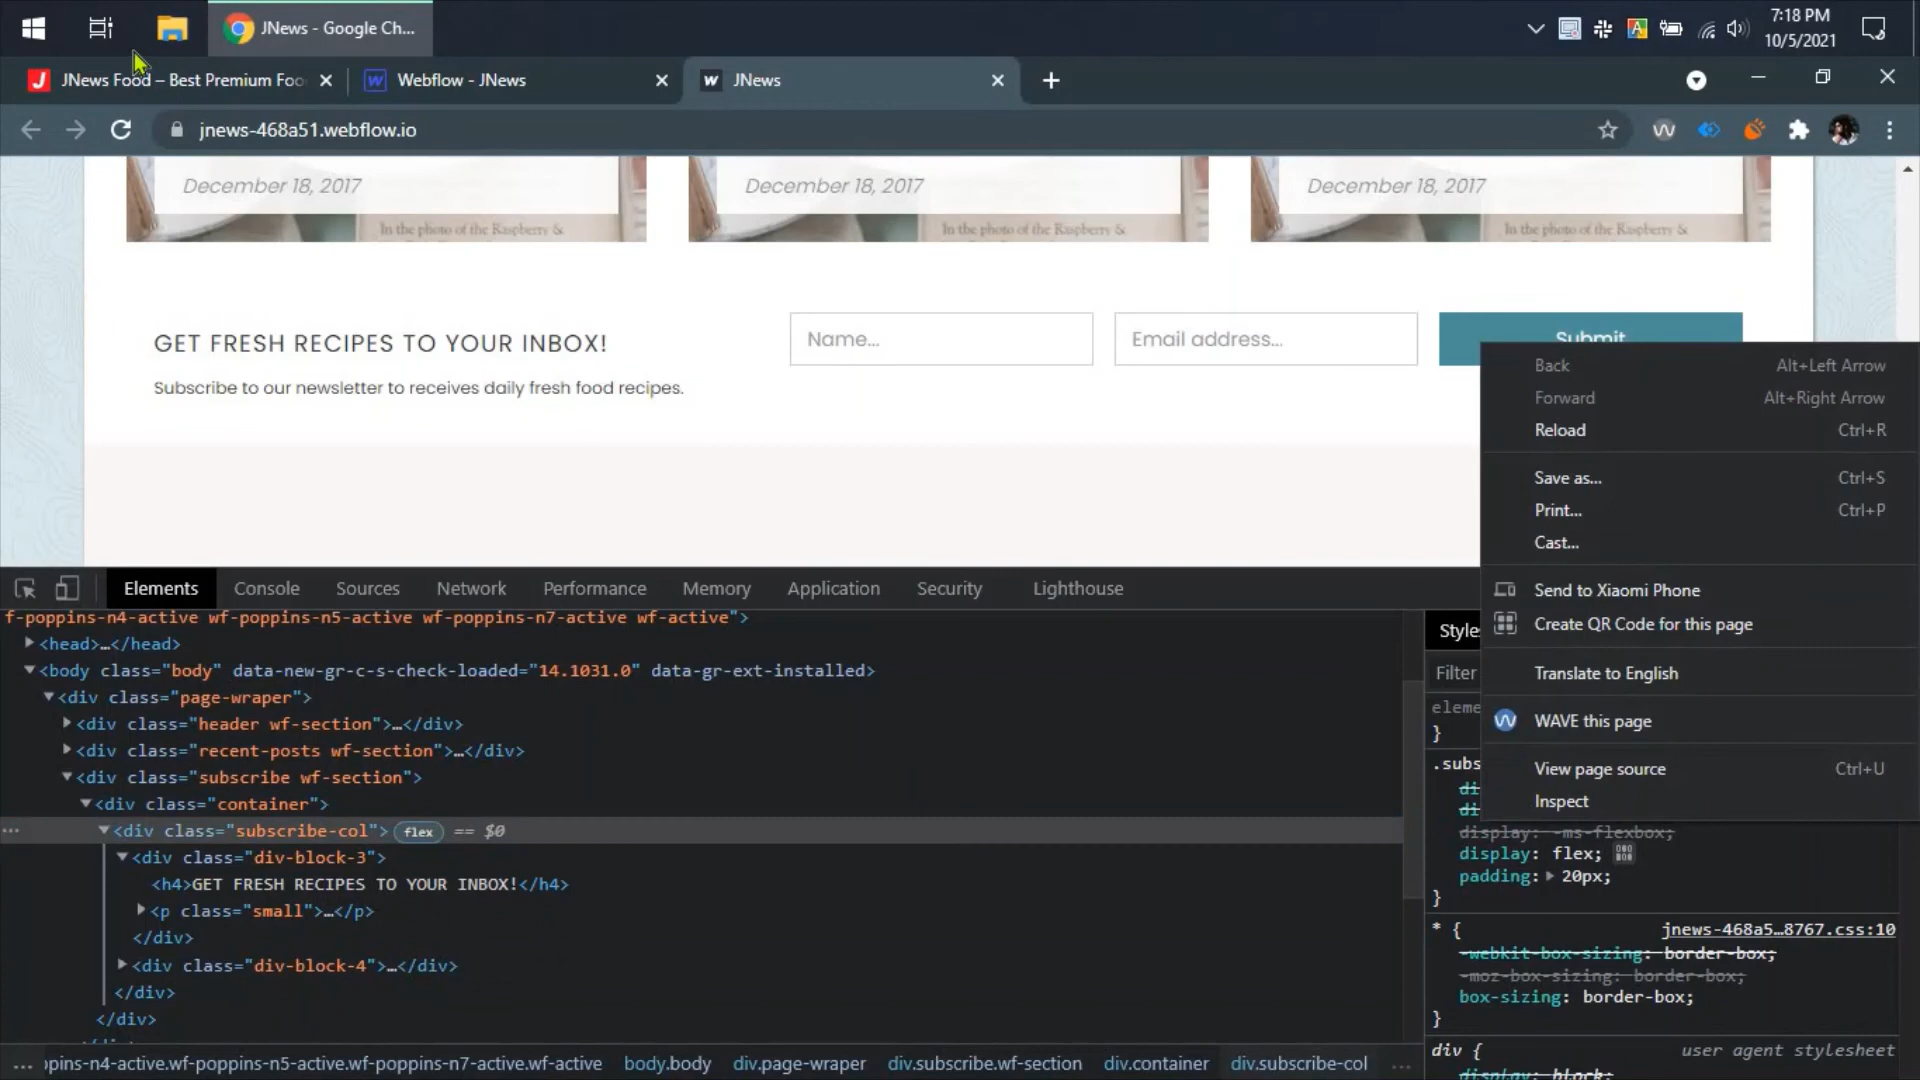 JNews - Google Ch...
7:18 PM
10/5/2021
JNews Food – Best Premium Foo
Webflow - JNews
JNews
jnews-468a51.webflow.io
December 18, 2017
December 18, 2017
December 18, 2017
In the photo of the Raspberry &
In the photo of the Raspberry &
In the photo of the Raspberry &
GET FRESH RECIPES TO YOUR INBOX!
Subscribe to our newsletter to receives daily fresh food recipes.
Name...
Email address...
Submit
Back Alt+Left Arrow
Forward Alt+Right Arrow
Reload Ctrl+R
Save as... Ctrl+S
Print... Ctrl+P
Cast...
Send to Xiaomi Phone
Create QR Code for this page
Translate to English
WAVE this page
View page source Ctrl+U
Inspect
Elements Console Sources Network Performance Memory Application Security Lighthouse
f-poppins-n4-active wf-poppins-n5-active wf-poppins-n7-active wf-active">
<head>…</head>
<body class="body" data-new-gr-c-s-check-loaded="14.1031.0" data-gr-ext-installed>
<div class="page-wraper">
<div class="header wf-section">…</div>
<div class="recent-posts wf-section">…</div>
<div class="subscribe wf-section">
<div class="container">
... <div class="subscribe-col"> flex == $0
<div class="div-block-3">
<h4>GET FRESH RECIPES TO YOUR INBOX!</h4>
<p class="small">…</p>
</div>
<div class="div-block-4">…</div>
</div>
</div>
Style
Filter
eleme
}
.subs
di
di
display: -ms-flexbox;
display: flex;
padding: 20px;
}
* { jnews-468a5…8767.css:10
-webkit-box-sizing: border-box;
-moz-box-sizing: border-box;
box-sizing: border-box;
}
div { user agent stylesheet
display: block;
... ppins-n4-active.wf-poppins-n5-active.wf-poppins-n7-active.wf-active body.body div.page-wraper div.subscribe.wf-section div.container div.subscribe-col ...